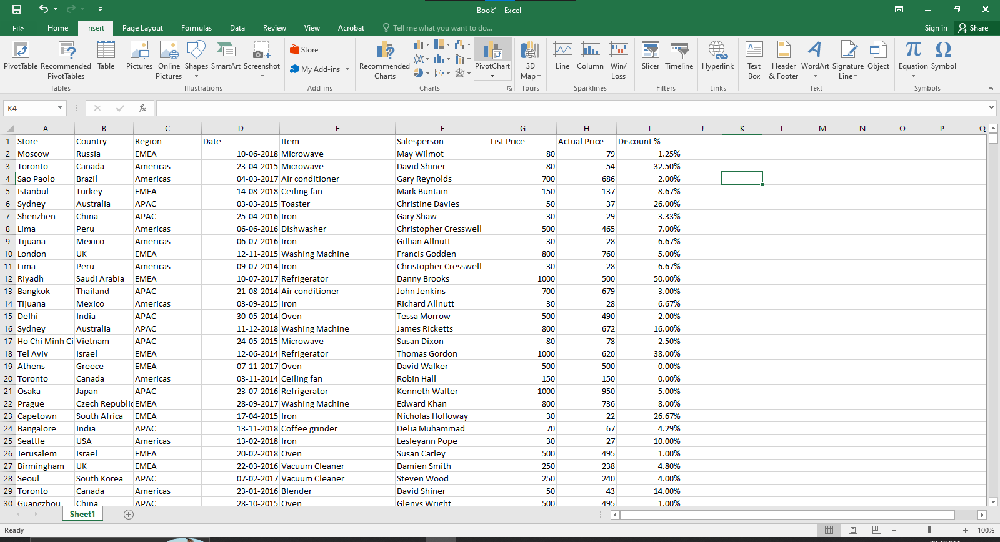 Book1 - Excel
File Home Insert Page Layout Formulas Data Review View Acrobat Tell me what you want to do... Sign in Share
PivotTable Recommended PivotTables Table
Tables
Pictures Online Pictures Shapes SmartArt Screenshot
Illustrations
Store
My Add-ins
Add-ins
Recommended Charts PivotChart
Charts
3D Map
Tours
Line Column Win/ Loss
Sparklines
Slicer Timeline
Filters
Hyperlink
Links
Text Box Header & Footer WordArt Signature Line Object
Text
Equation Symbol
Symbols
K4 fx
A B C D E F G H I J K L M N O P Q
1 Store Country Region Date Item Salesperson List Price Actual Price Discount %
2 Moscow Russia EMEA 10-06-2018 Microwave May Wilmot 80 79 1.25%
3 Toronto Canada Americas 23-04-2015 Microwave David Shiner 80 54 32.50%
4 Sao Paolo Brazil Americas 04-03-2017 Air conditioner Gary Reynolds 700 686 2.00%
5 Istanbul Turkey EMEA 14-08-2018 Ceiling fan Mark Buntain 150 137 8.67%
6 Sydney Australia APAC 03-03-2015 Toaster Christine Davies 50 37 26.00%
7 Shenzhen China APAC 25-04-2016 Iron Gary Shaw 30 29 3.33%
8 Lima Peru Americas 06-06-2016 Dishwasher Christopher Cresswell 500 465 7.00%
9 Tijuana Mexico Americas 06-07-2016 Iron Gillian Allnutt 30 28 6.67%
10 London UK EMEA 12-11-2015 Washing Machine Francis Godden 800 760 5.00%
11 Lima Peru Americas 09-07-2014 Iron Christopher Cresswell 30 28 6.67%
12 Riyadh Saudi Arabia EMEA 10-07-2017 Refrigerator Danny Brooks 1000 500 50.00%
13 Bangkok Thailand APAC 21-08-2014 Air conditioner John Jenkins 700 679 3.00%
14 Tijuana Mexico Americas 03-09-2015 Iron Richard Allnutt 30 28 6.67%
15 Delhi India APAC 30-05-2014 Oven Tessa Morrow 500 490 2.00%
16 Sydney Australia APAC 11-12-2018 Washing Machine James Ricketts 800 672 16.00%
17 Ho Chi Minh Ci Vietnam APAC 24-05-2015 Microwave Susan Dixon 80 78 2.50%
18 Tel Aviv Israel EMEA 12-06-2014 Refrigerator Thomas Gordon 1000 620 38.00%
19 Athens Greece EMEA 07-11-2017 Oven David Walker 500 500 0.00%
20 Toronto Canada Americas 03-11-2014 Ceiling fan Robin Hall 150 150 0.00%
21 Osaka Japan APAC 23-07-2016 Refrigerator Kenneth Walter 1000 950 5.00%
22 Prague Czech Republic EMEA 28-09-2017 Washing Machine Edward Khan 800 736 8.00%
23 Capetown South Africa EMEA 17-04-2015 Iron Nicholas Holloway 30 22 26.67%
24 Bangalore India APAC 13-11-2018 Coffee grinder Delia Muhammad 70 67 4.29%
25 Seattle USA Americas 13-02-2018 Iron Lesleyann Pope 30 27 10.00%
26 Jerusalem Israel EMEA 20-02-2018 Oven Susan Carley 500 495 1.00%
27 Birmingham UK EMEA 22-03-2016 Vacuum Cleaner Damien Smith 250 238 4.80%
28 Seoul South Korea APAC 07-02-2017 Vacuum Cleaner Steven Wood 250 240 4.00%
29 Toronto Canada Americas 23-01-2016 Blender David Shiner 50 43 14.00%
30 Guangzhou China APAC 28-10-2015 Oven Glenys Wright 500 495 1.00%
Sheet1
Ready 100%